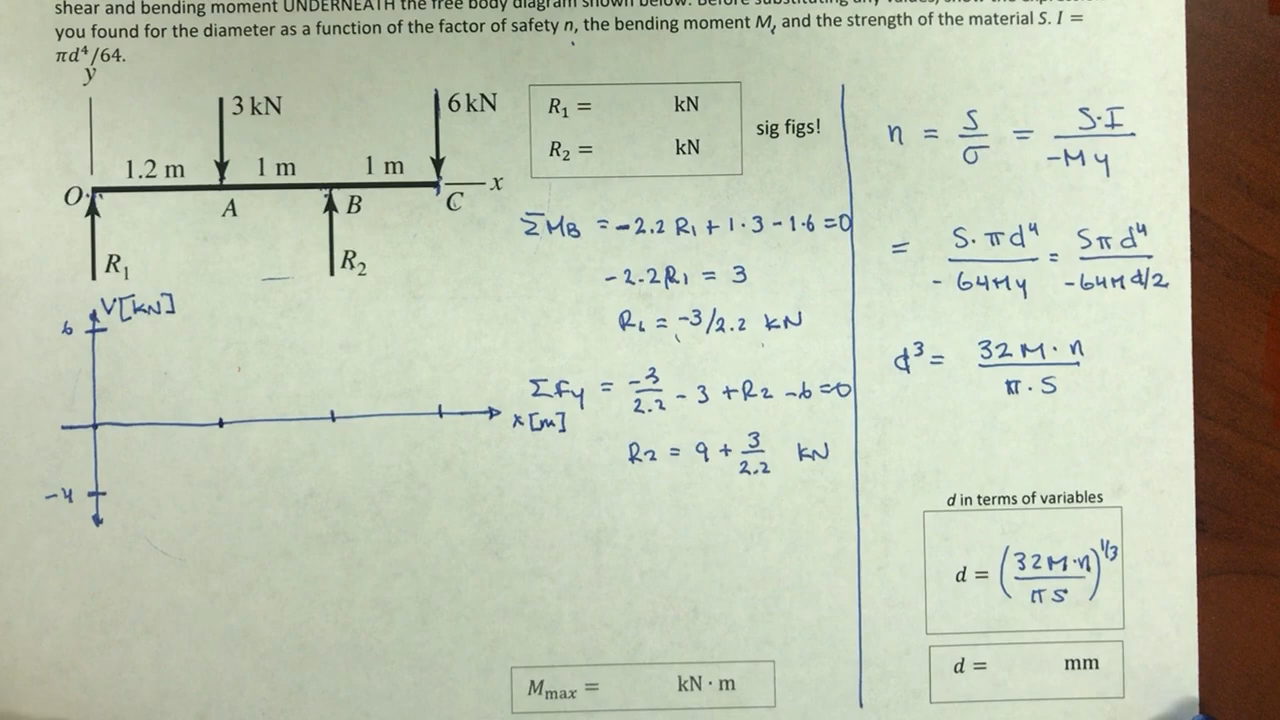 shear and bending moment UNDERNEATH the free body diagram shown below. Before substituting any values, show the
you found for the diameter as a function of the factor of safety n, the bending moment M, and the strength of the material S. I =
πd⁴/64.
y
3 kN
6 kN
1.2 m
1 m
1 m
x
O
A
B
C
R₁
R₂
R₁ = kN
R₂ = kN
sig figs!
ΣMB = -2.2 R₁ + 1·3 - 1·6 = 0
-2.2R₁ = 3
R₁ = -3/2.2 kN
ΣFy = -3/2.2 - 3 + R2 - 6 = 0
R2 = 9 + 3/2.2 kN
V[kN]
6
x [m]
-4
Mmax = kN · m
n = S/σ = S·I/-My
= S·πd⁴/-64My = Sπd⁴/-64M d/2
d³ = 32M·n/π·S
d in terms of variables
d = (32M·n/πS)^1/3
d = mm